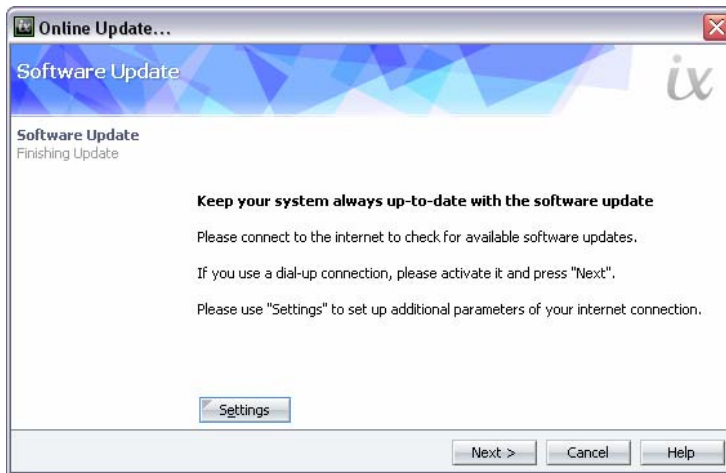 ix Online Update...
Software Update
ix
Software Update
Finishing Update
Keep your system always up-to-date with the software update
Please connect to the internet to check for available software updates.
If you use a dial-up connection, please activate it and press "Next".
Please use "Settings" to set up additional parameters of your internet connection.
Settings
Next > Cancel Help